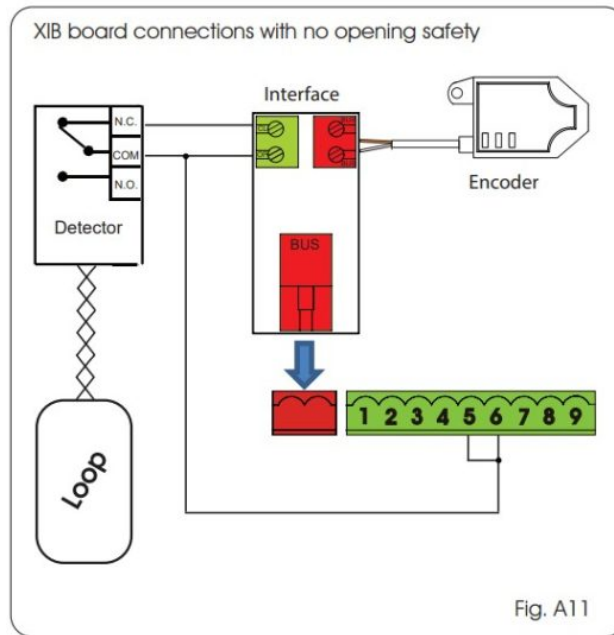 XIB board connections with no opening safety
Interface
N.C.
COM
N.O.
Detector
Encoder
BUS
1 2 3 4 5 6 7 8 9
Loop
Fig. A11